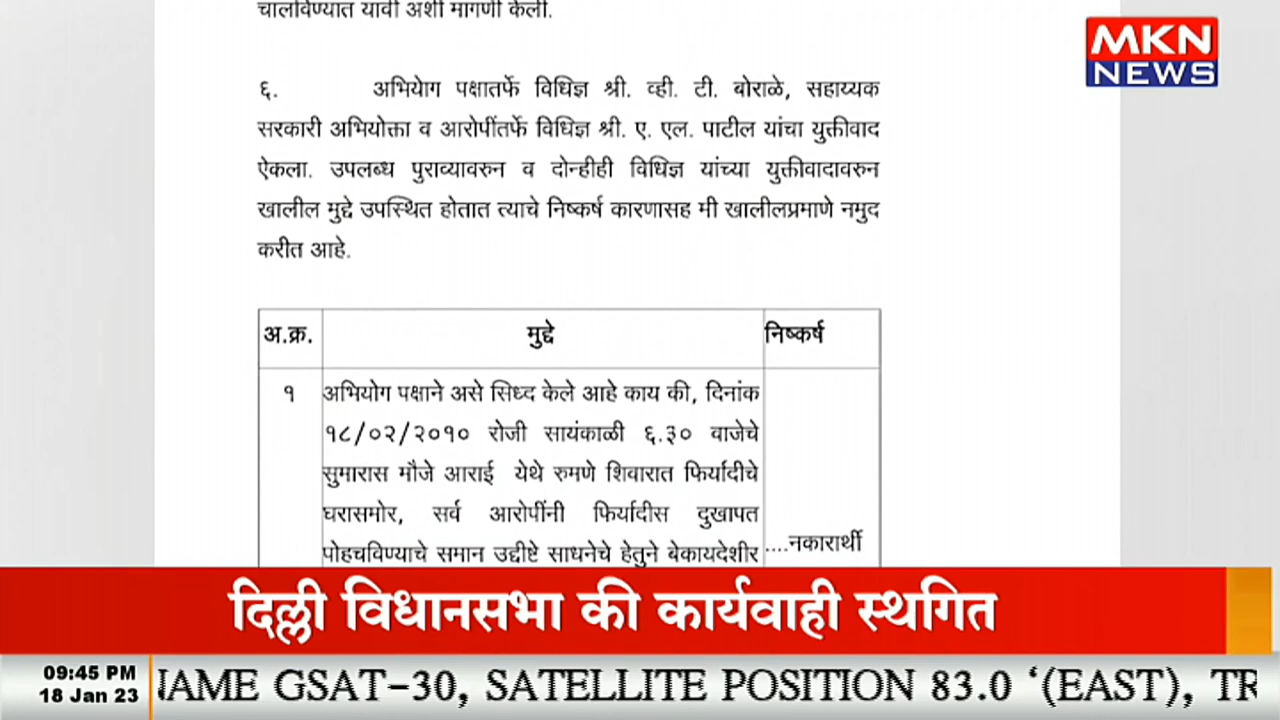 चालविण्यात यावी अशी मागणी केली.
MKN
NEWS
६. अभियोग पक्षातर्फे विधिज्ञ श्री. व्ही. टी. बोराळे, सहाय्यक
सरकारी अभियोक्ता व आरोपींतर्फे विधिज्ञ श्री. ए. एल. पाटील यांचा युक्तीवाद
ऐकला. उपलब्ध पुराव्यावरुन व दोन्हीही विधिज्ञ यांच्या युक्तीवादावरुन
खालील मुद्दे उपस्थित होतात त्याचे निष्कर्ष कारणासह मी खालीलप्रमाणे नमुद
करीत आहे.
अ.क्र. मुद्दे निष्कर्ष
१ अभियोग पक्षाने असे सिध्द केले आहे काय की, दिनांक
१८/०२/२०१० रोजी सायंकाळी ६.३० वाजेचे
सुमारास मौजे आराई येथे रुमणे शिवारात फिर्यादीचे
घरासमोर, सर्व आरोपींनी फिर्यादीस दुखापत
पोहचविण्याचे समान उद्दीष्टे साधनेचे हेतुने बेकायदेशीर ....नकारार्थी
दिल्ली विधानसभा की कार्यवाही स्थगित
09:45 PM
18 Jan 23
NAME GSAT-30, SATELLITE POSITION 83.0 ‘(EAST), TR